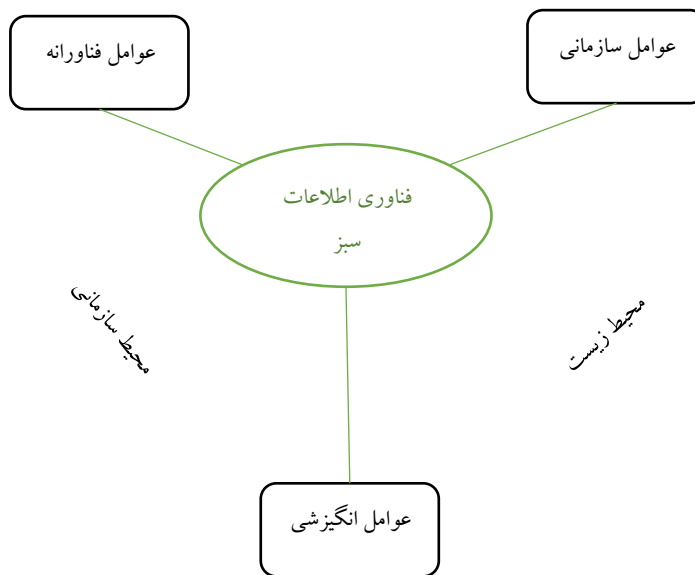 عوامل سازمانی
عوامل فناورانه
فناوری اطلاعات
سبز
محیط زیست
محیط سازمانی
عوامل انگیزشی